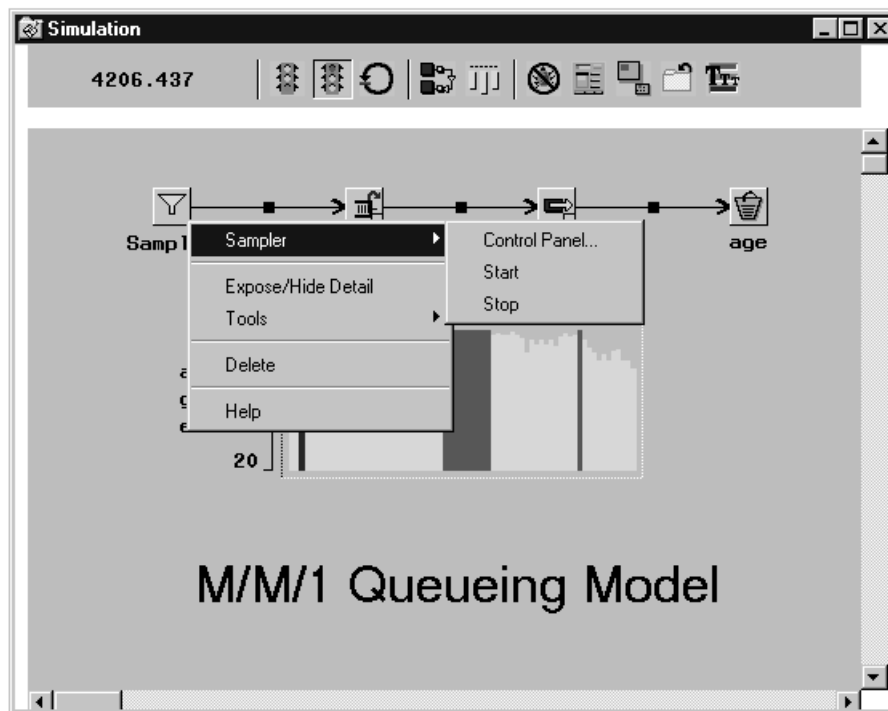 Simulation
4206.437
Sampl
age
Sampler
Control Panel...
Start
Stop
Expose/Hide Detail
Tools
Delete
Help
20
M/M/1 Queueing Model